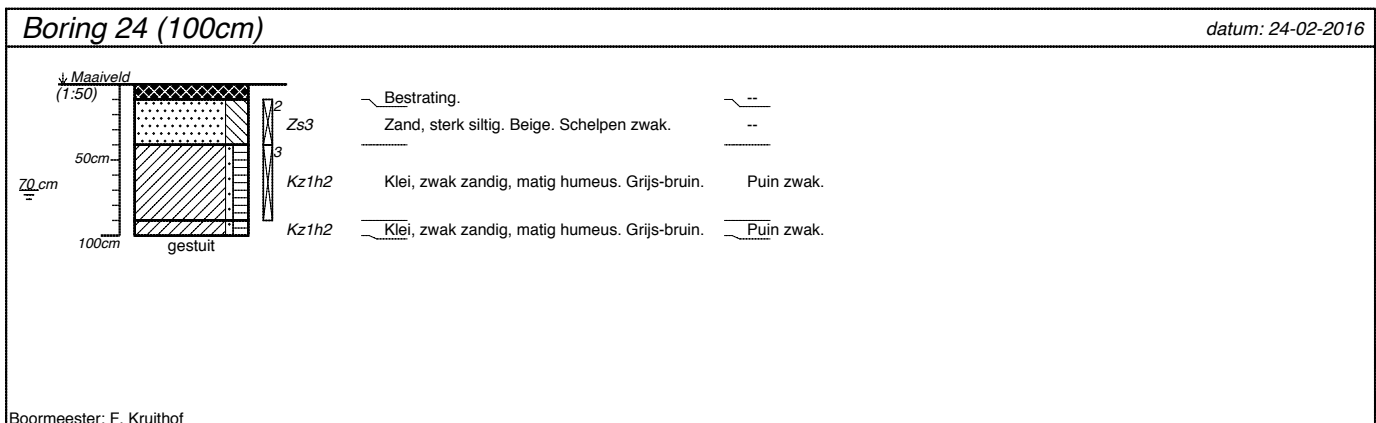 Boring 24 (100cm) datum: 24-02-2016
Maaiveld
(1:50)
Bestrating. --
2
Zs3 Zand, sterk siltig. Beige. Schelpen zwak. --
3
50cm
70 cm
Kz1h2 Klei, zwak zandig, matig humeus. Grijs-bruin. Puin zwak.
Kz1h2 Klei, zwak zandig, matig humeus. Grijs-bruin. Puin zwak.
100cm
gestuit
Boormeester: F. Kruithof